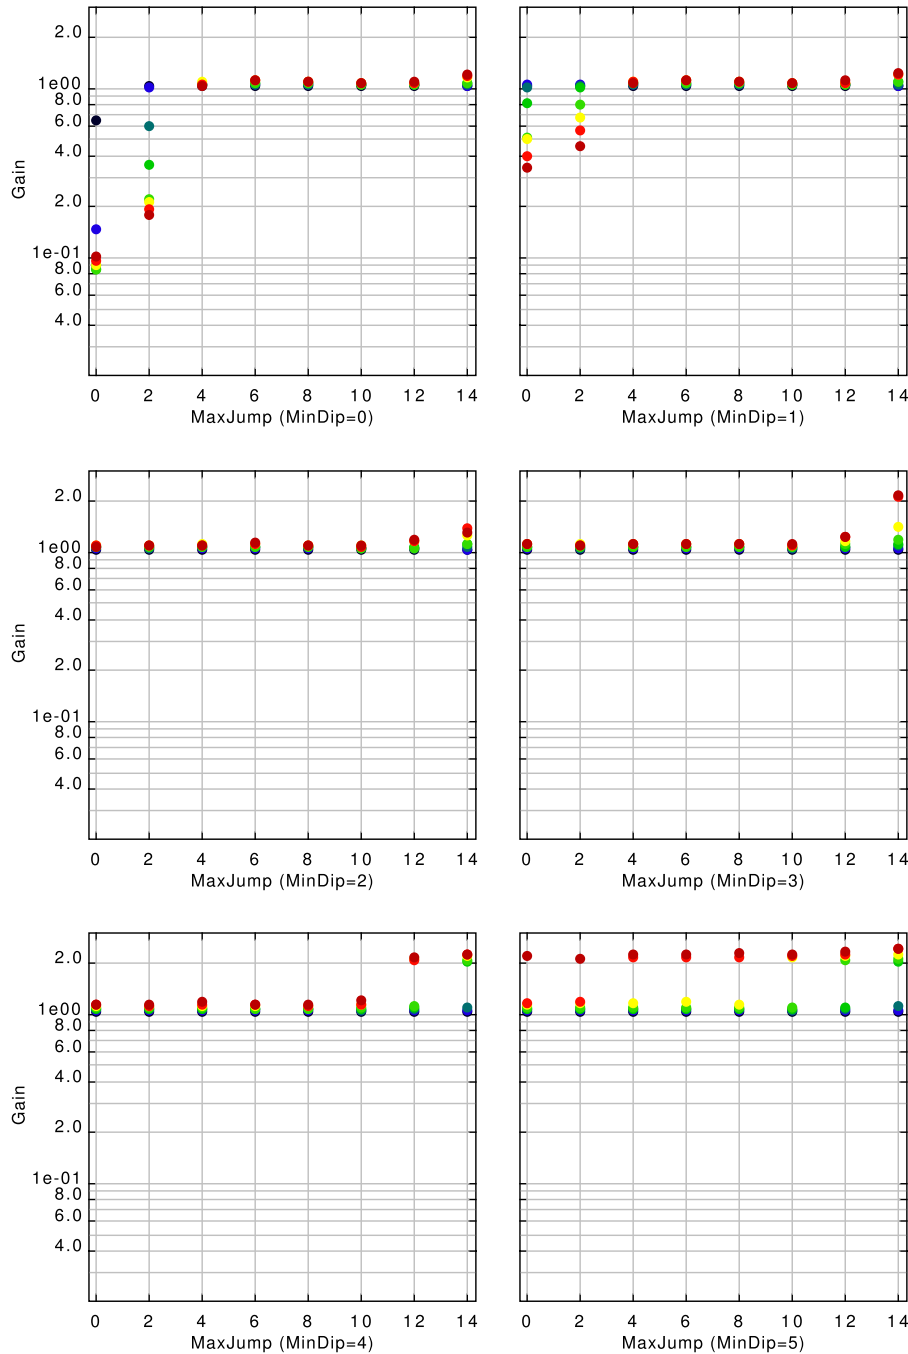 2.0
1e00
8.0
6.0
4.0
2.0
1e-01
8.0
6.0
4.0
Gain
0 2 4 6 8 10 12 14
MaxJump (MinDip=0)
0 2 4 6 8 10 12 14
MaxJump (MinDip=1)
2.0
1e00
8.0
6.0
4.0
2.0
1e-01
8.0
6.0
4.0
Gain
0 2 4 6 8 10 12 14
MaxJump (MinDip=2)
0 2 4 6 8 10 12 14
MaxJump (MinDip=3)
2.0
1e00
8.0
6.0
4.0
2.0
1e-01
8.0
6.0
4.0
Gain
0 2 4 6 8 10 12 14
MaxJump (MinDip=4)
0 2 4 6 8 10 12 14
MaxJump (MinDip=5)